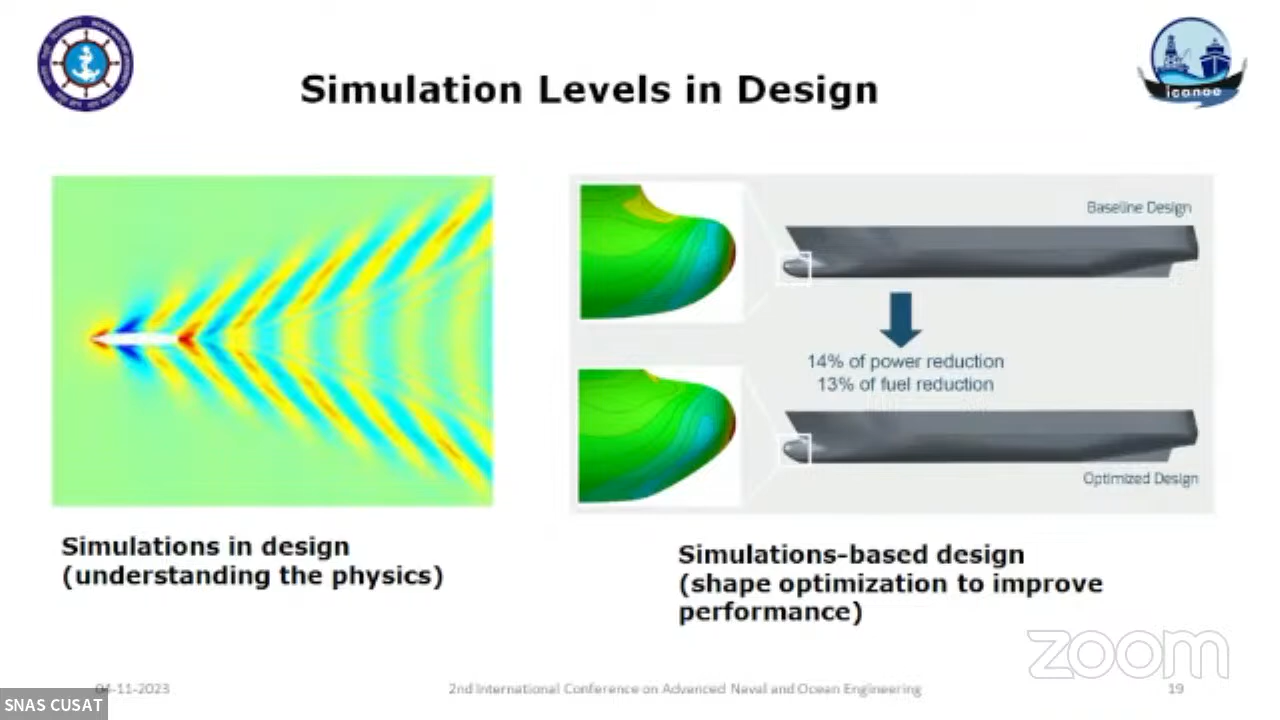 Simulation Levels in Design
icanoe
Baseline Design
14% of power reduction
13% of fuel reduction
Optimized Design
Simulations in design
(understanding the physics)
Simulations-based design
(shape optimization to improve
performance)
zoom
04-11-2023
2nd International Conference on Advanced Naval and Ocean Engineering
19
SNAS CUSAT